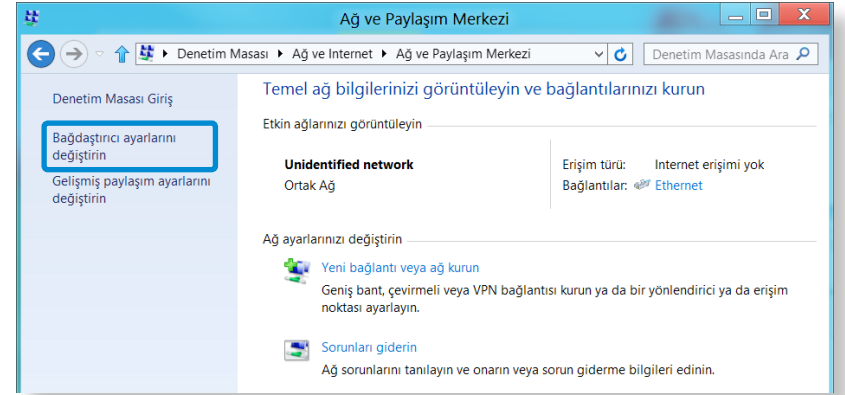 Ağ ve Paylaşım Merkezi
Denetim Masası Ağ ve Internet Ağ ve Paylaşım Merkezi Denetim Masasında Ara
Denetim Masası Giriş
Bağdaştırıcı ayarlarını
değiştirin
Gelişmiş paylaşım ayarlarını
değiştirin
Temel ağ bilgilerinizi görüntüleyin ve bağlantılarınızı kurun
Etkin ağlarınızı görüntüleyin
Unidentified network
Ortak Ağ
Erişim türü: Internet erişimi yok
Bağlantılar: Ethernet
Ağ ayarlarınızı değiştirin
Yeni bağlantı veya ağ kurun
Geniş bant, çevirmeli veya VPN bağlantısı kurun ya da bir yönlendirici ya da erişim
noktası ayarlayın.
Sorunları giderin
Ağ sorunlarını tanılayın ve onarın veya sorun giderme bilgileri edinin.